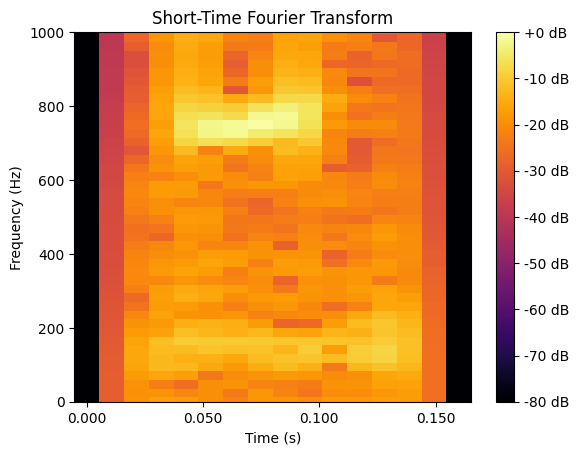 Short-Time Fourier Transform
Frequency (Hz)
1000
800
600
400
200
0
0.000
0.050
0.100
0.150
Time (s)
+0 dB
-10 dB
-20 dB
-30 dB
-40 dB
-50 dB
-60 dB
-70 dB
-80 dB